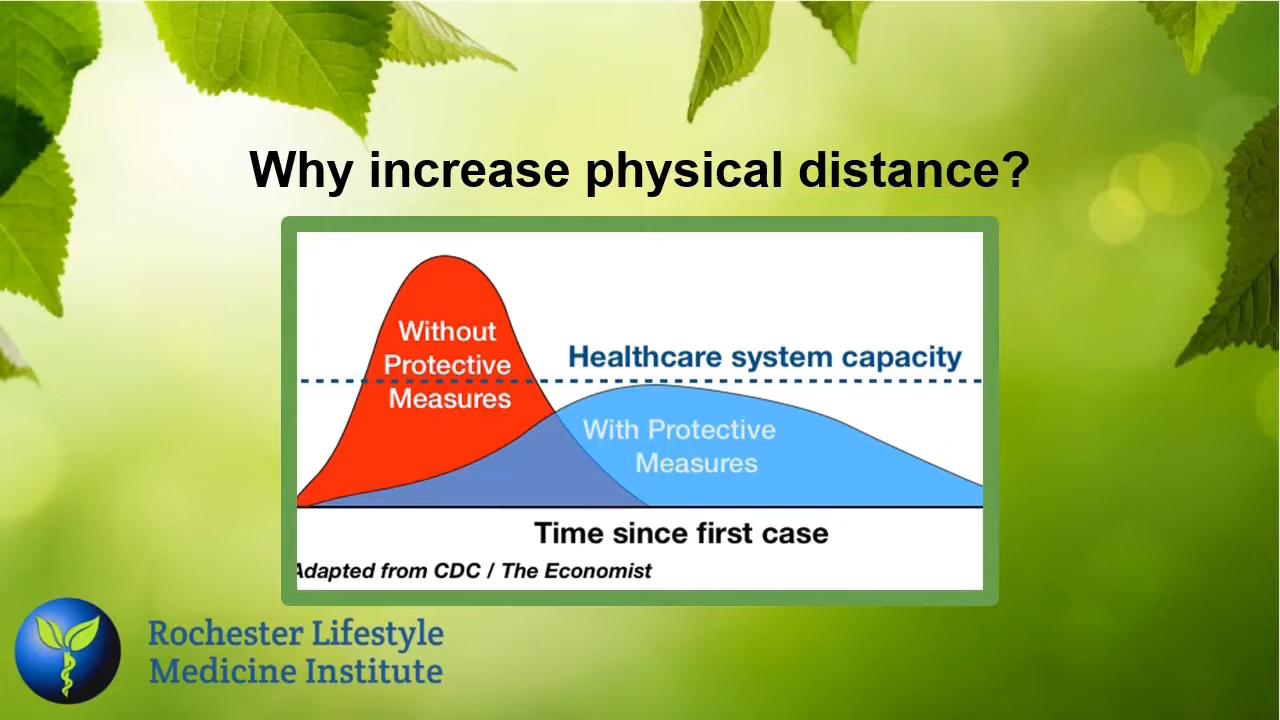 Why increase physical distance?
Without
Protective
Measures
Healthcare system capacity
With Protective
Measures
Time since first case
Adapted from CDC / The Economist
Rochester Lifestyle
Medicine Institute